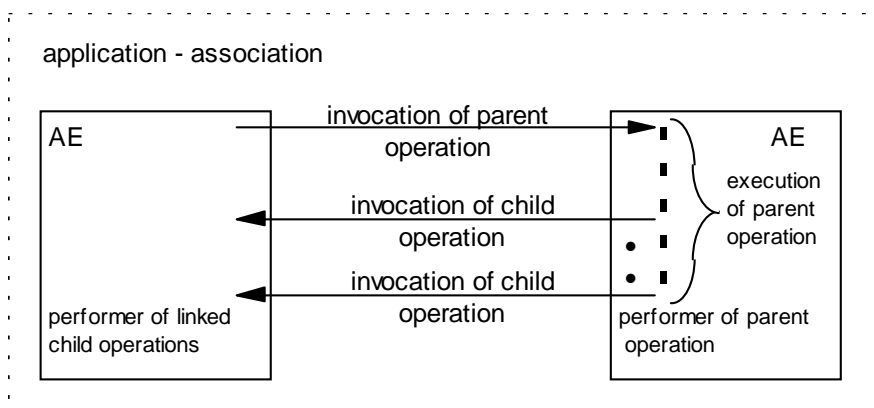 application - association
AE
invocation of parent
operation
AE
execution
of parent
operation
invocation of child
operation
invocation of child
operation
performer of linked
child operations
performer of parent
operation